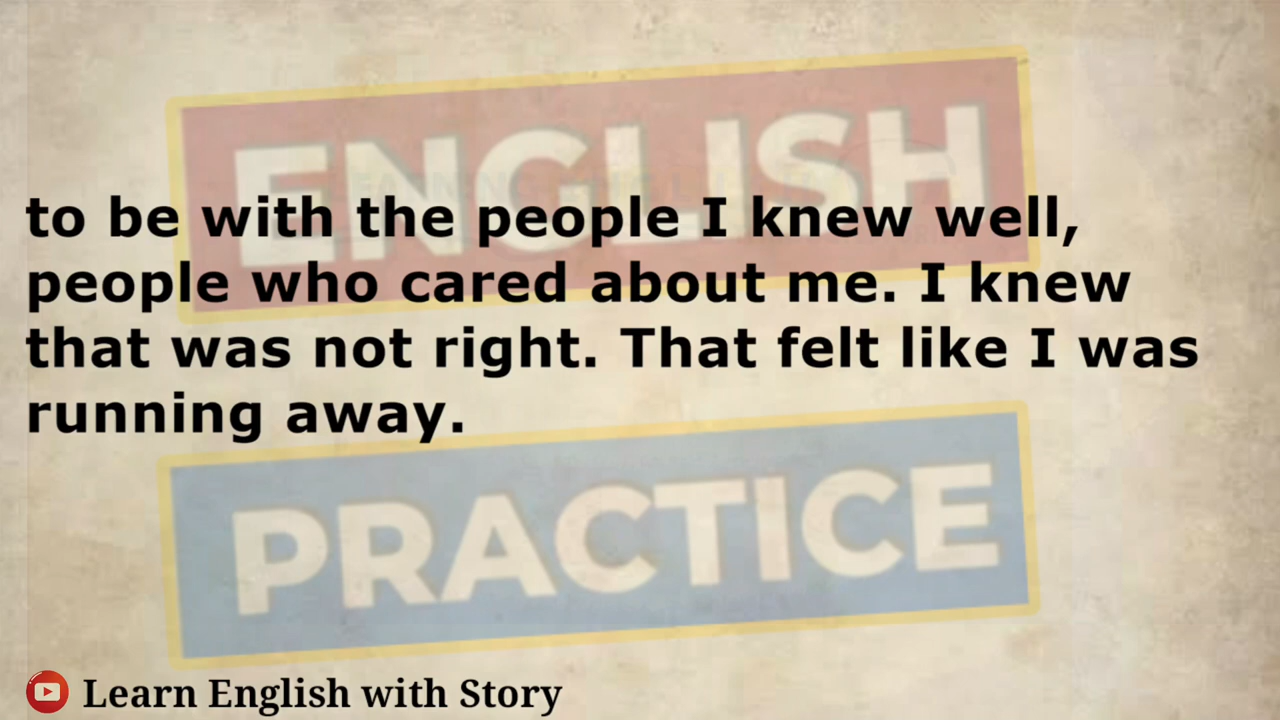 ENGLISH
to be with the people I knew well,
people who cared about me. I knew
that was not right. That felt like I was
running away.
PRACTICE
Learn English with Story